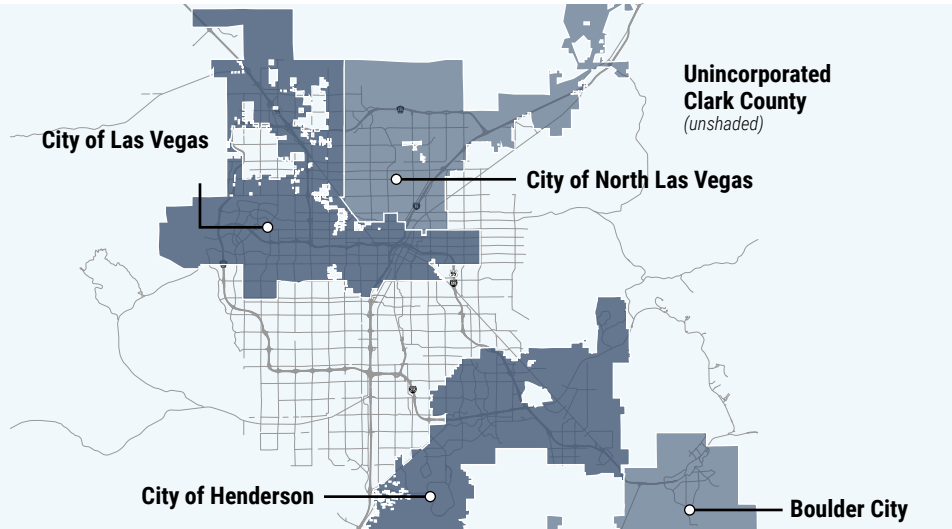 Unincorporated
Clark County
(unshaded)
City of Las Vegas
City of North Las Vegas
City of Henderson
Boulder City